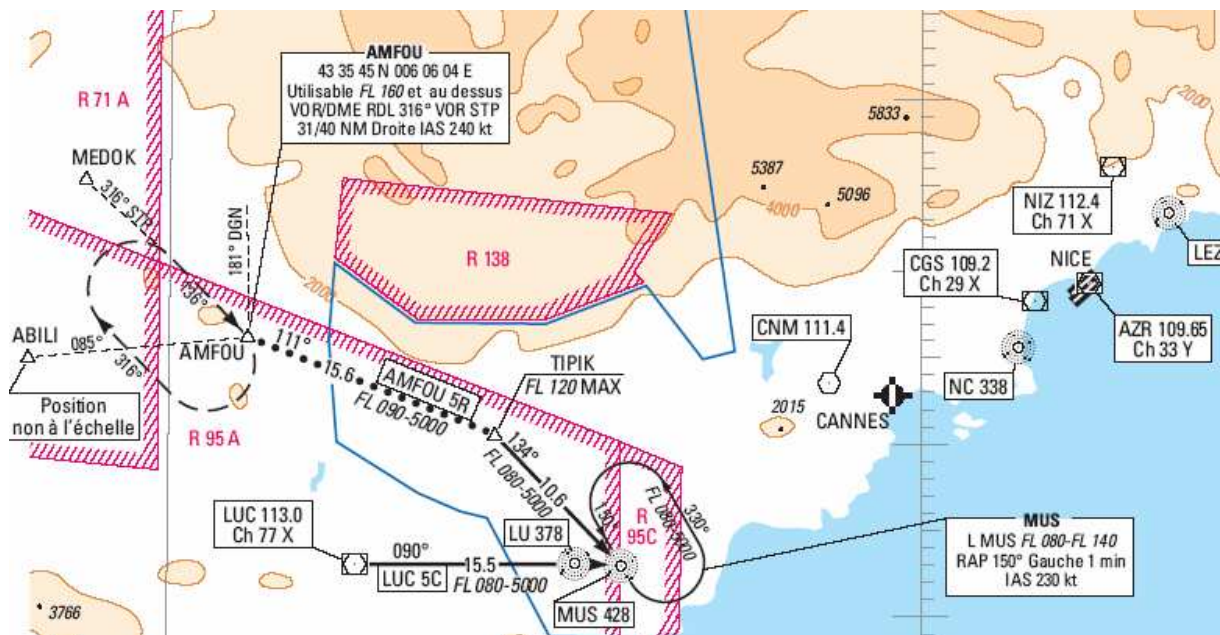 AMFOU
43 35 45 N 006 06 04 E
Utilisable FL 160 et au dessus
VOR/DME RDL 316° VOR STP
31/40 NM Droite IAS 240 kt
R 71 A
MEDOK
316° STP
181° DGN
136°
316°
ABILI
085°
AMFOU
Position
non à l'échelle
R 95 A
2000
R 138
111°
15.6
AMFOU 5R
FL 090-5000
TIPIK
FL 120 MAX
134°
10.6
FL 080-5000
5833
5387
5096
4000
2000
NIZ 112.4
Ch 71 X
LEZ
CGS 109.2
Ch 29 X
NICE
AZR 109.65
Ch 33 Y
CNM 111.4
NC 338
2015
CANNES
LUC 113.0
Ch 77 X
090°
15.5
LUC 5C
FL 080-5000
LU 378
MUS 428
150°
R
95C
FL 080-5000
330°
MUS
L MUS FL 080-FL 140
RAP 150° Gauche 1 min
IAS 230 kt
3766